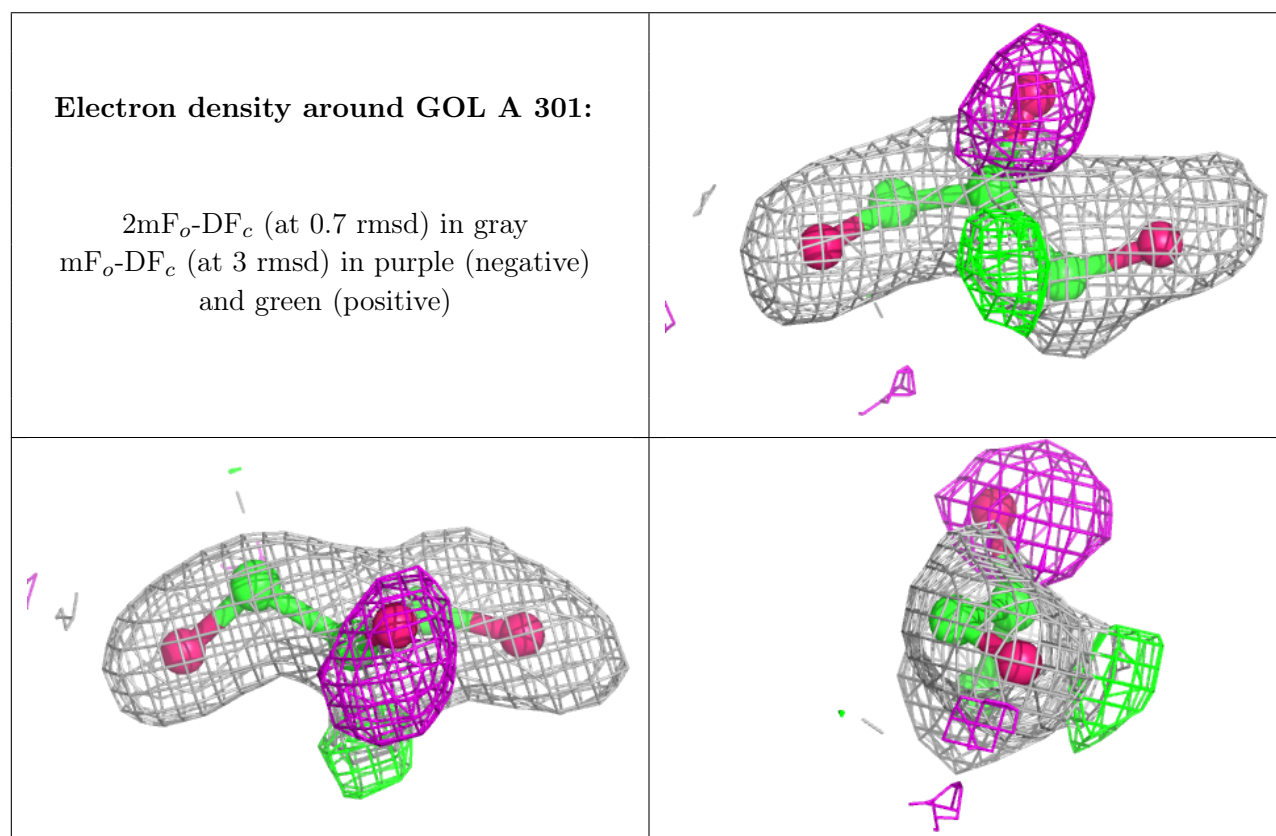 Electron density around GOL A 301:
2mFₒ-DF𝑐 (at 0.7 rmsd) in gray
mFₒ-DF𝑐 (at 3 rmsd) in purple (negative)
and green (positive)